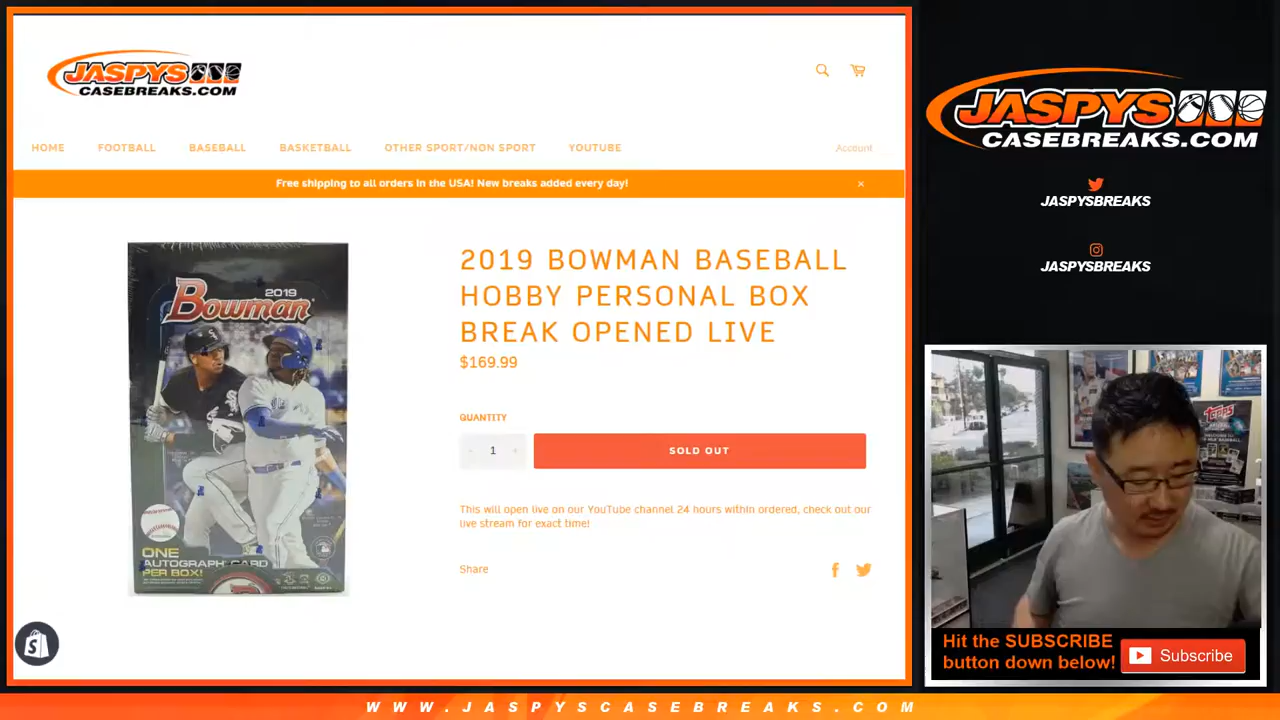 JASPYS
CASEBREAKS.COM
HOME FOOTBALL BASEBALL BASKETBALL OTHER SPORT/NON SPORT YOUTUBE Account
Free shipping to all orders in the USA! New breaks added every day! ×
2019
Bowman
ONE
AUTOGRAPH CARD
PER BOX!
2019 BOWMAN BASEBALL
HOBBY PERSONAL BOX
BREAK OPENED LIVE
$169.99
QUANTITY
- 1 +
SOLD OUT
This will open live on our YouTube channel 24 hours within ordered, check out our
live stream for exact time!
Share
JASPYS
CASEBREAKS.COM
JASPYSBREAKS
JASPYSBREAKS
topps
Hit the SUBSCRIBE
button down below!
Subscribe
WWW.JASPYSCASEBREAKS.COM